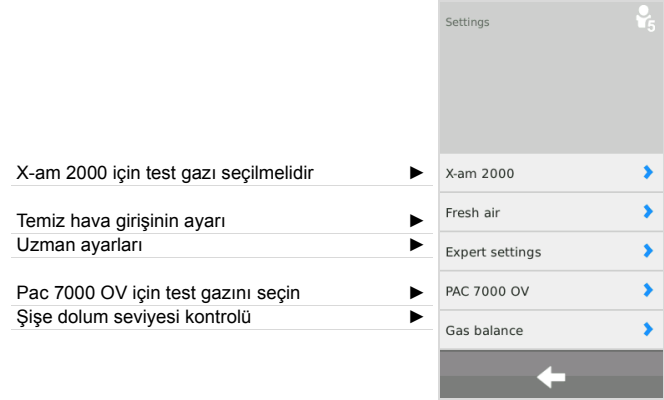 Settings
5
X-am 2000 için test gazı seçilmelidir ►
X-am 2000
Temiz hava girişinin ayarı ►
Fresh air
Uzman ayarları ►
Expert settings
Pac 7000 OV için test gazını seçin ►
PAC 7000 OV
Şişe dolum seviyesi kontrolü ►
Gas balance